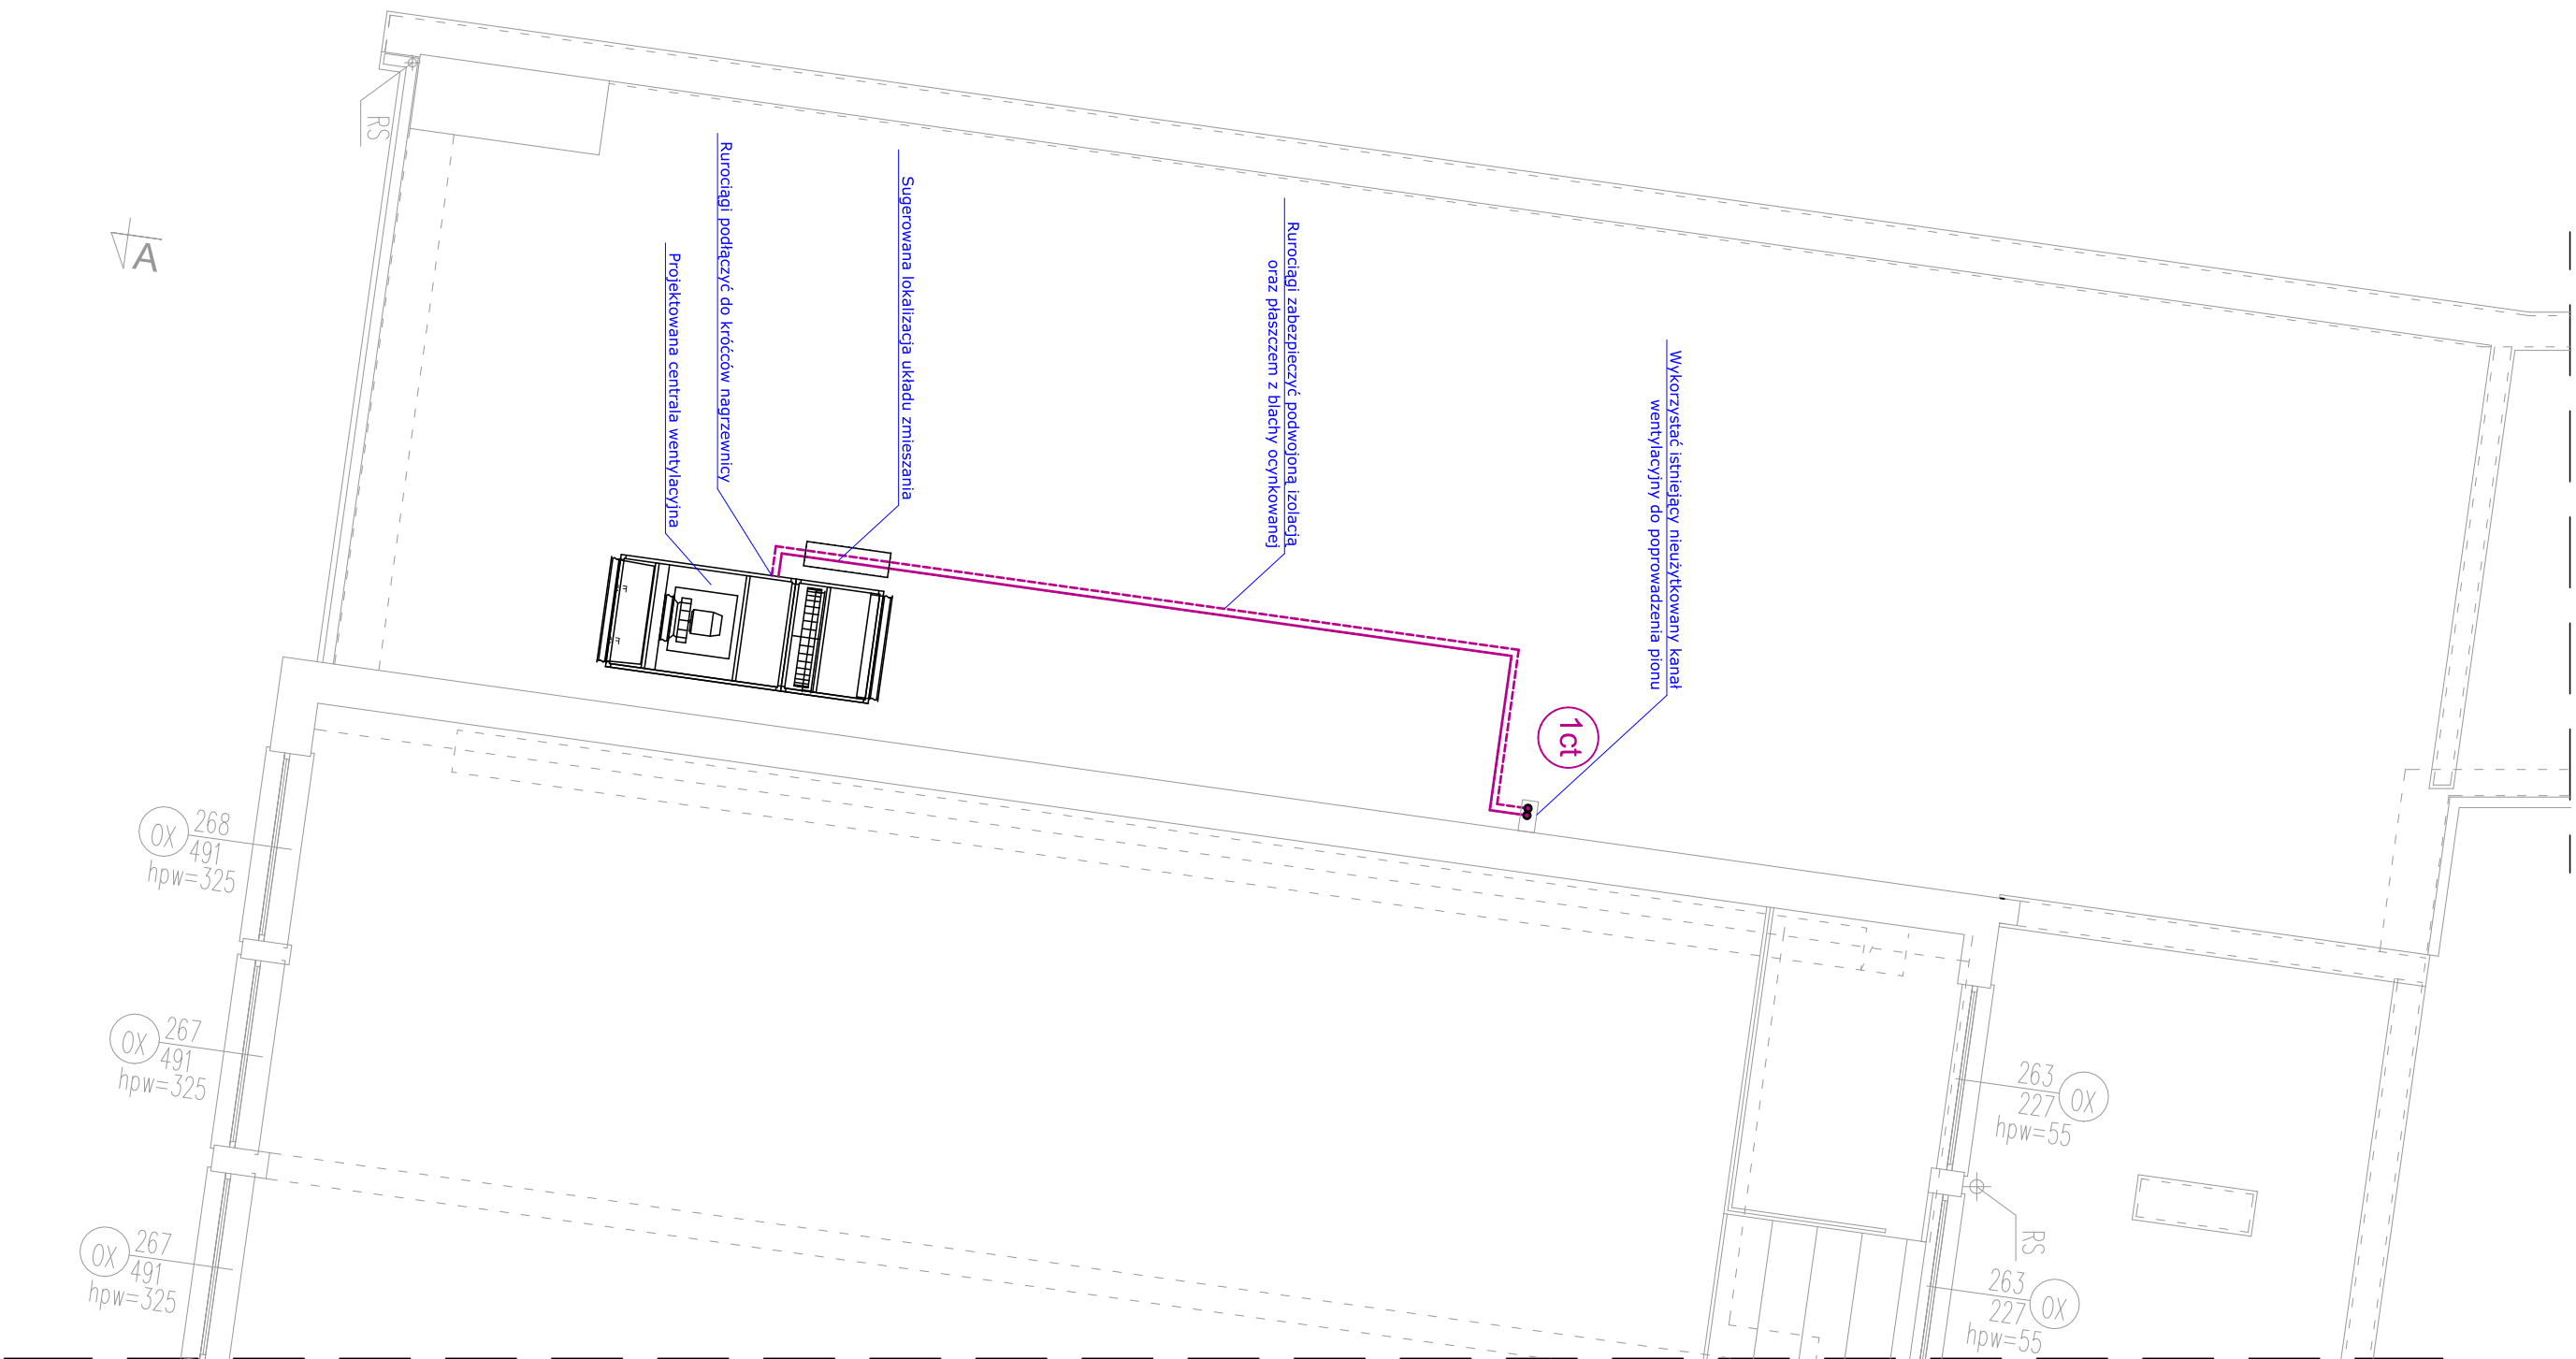 RS
A
Rurociągi podłączyć do króćców nagrzewnicy
Sugerowana lokalizacja układu zmieszania
Projektowana centrala wentylacyjna
Rurociągi zabezpieczyć podwojoną izolacją
oraz płaszczem z blachy ocynkowanej
Wykorzystać istniejący nieużytkowany kanał
wentylacyjny do poprowadzenia pionu
1ct
OX 268
491
hpw=325
OX 267
491
hpw=325
OX 267
491
hpw=325
263 OX
227
hpw=55
RS
263 OX
227
hpw=55